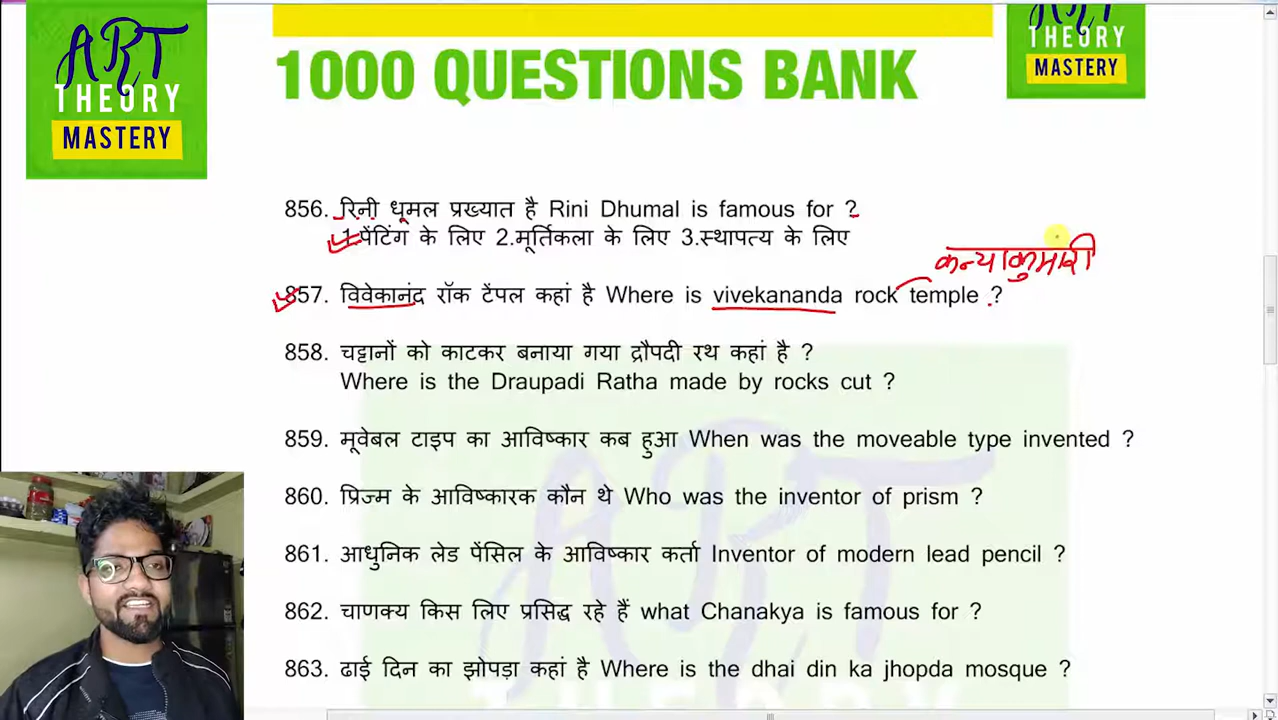 ART
THEORY
MASTERY
1000 QUESTIONS BANK
ART
THEORY
MASTERY
856. रिनी धूमल प्रख्यात है Rini Dhumal is famous for ?
1.पेंटिंग के लिए 2.मूर्तिकला के लिए 3.स्थापत्य के लिए
कन्याकुमारी
857. विवेकानंद रॉक टेंपल कहां है Where is vivekananda rock temple ?
858. चट्टानों को काटकर बनाया गया द्रौपदी रथ कहां है ?
Where is the Draupadi Ratha made by rocks cut ?
859. मूवेबल टाइप का आविष्कार कब हुआ When was the moveable type invented ?
860. प्रिज्म के आविष्कारक कौन थे Who was the inventor of prism ?
861. आधुनिक लेड पेंसिल के आविष्कार कर्ता Inventor of modern lead pencil ?
862. चाणक्य किस लिए प्रसिद्ध रहे हैं what Chanakya is famous for ?
863. ढाई दिन का झोपड़ा कहां है Where is the dhai din ka jhopda mosque ?